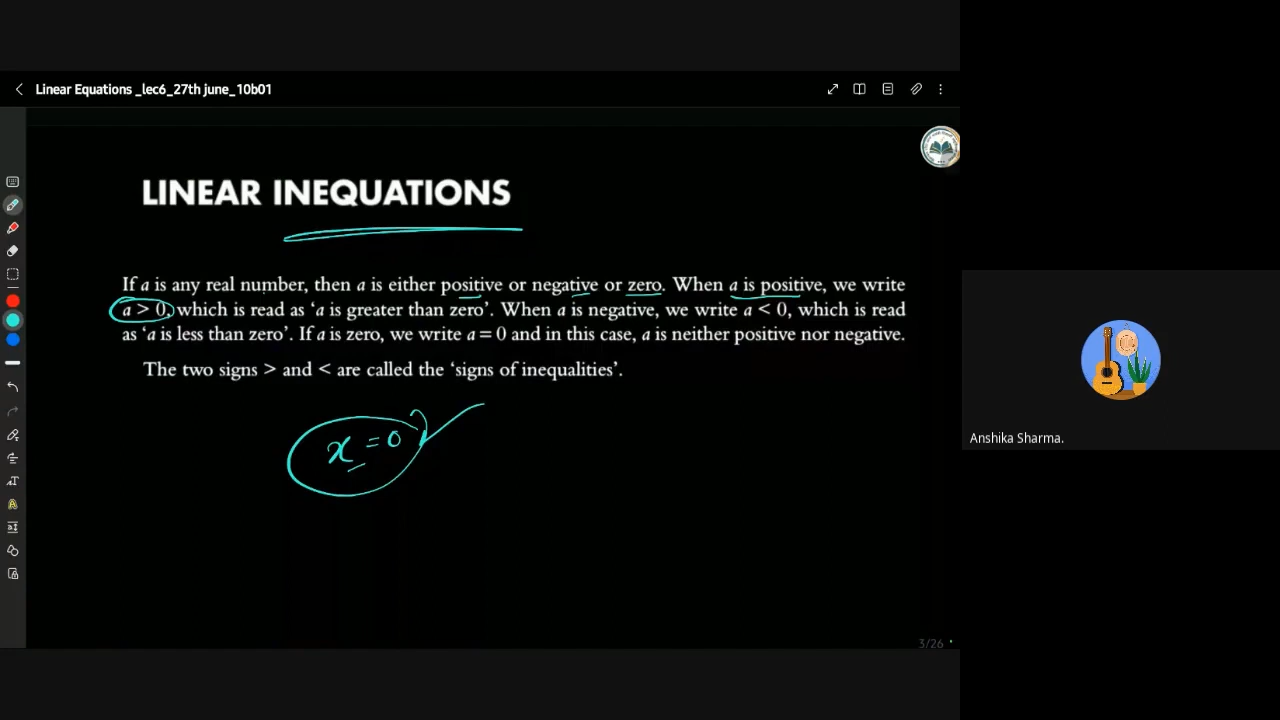 Linear Equations _lec6_27th june_10b01
LINEAR INEQUATIONS
If a is any real number, then a is either positive or negative or zero. When a is positive, we write
a > 0, which is read as ‘a is greater than zero’. When a is negative, we write a < 0, which is read
as ‘a is less than zero’. If a is zero, we write a = 0 and in this case, a is neither positive nor negative.
The two signs > and < are called the ‘signs of inequalities’.
x = 0
Anshika Sharma.
3/26